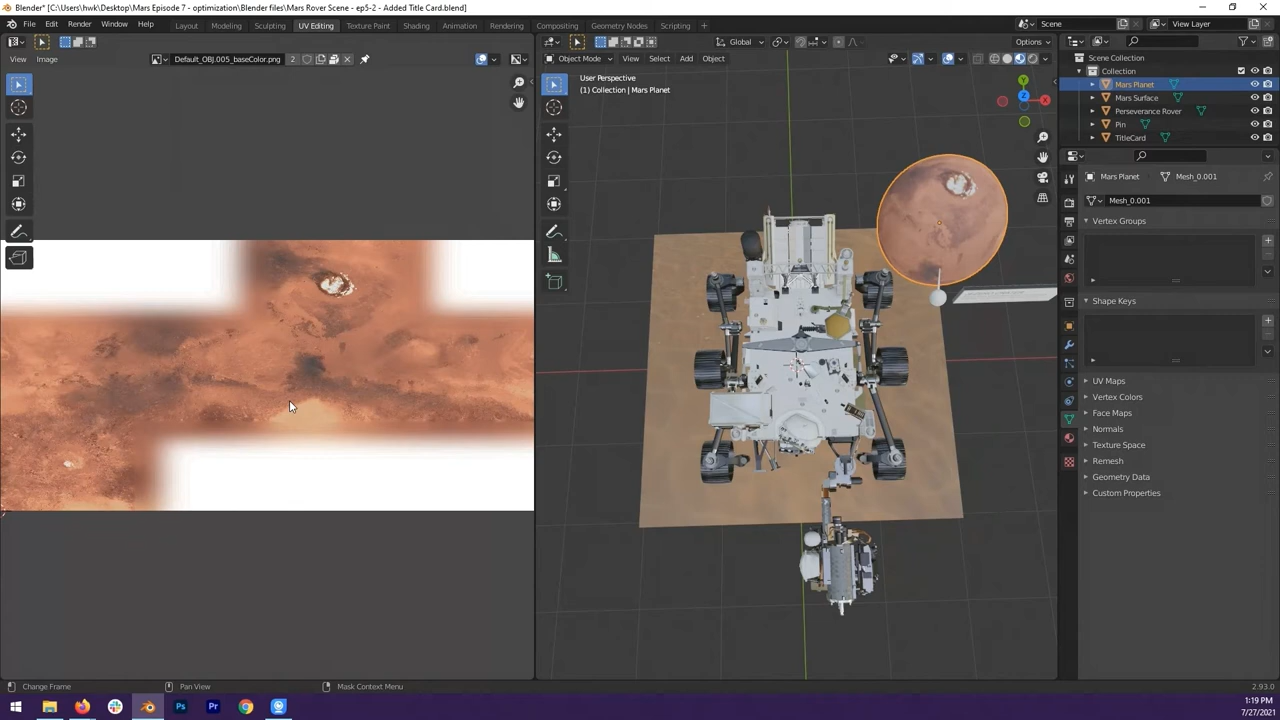 Blender* [C:\Users\hwk\Desktop\Mars Episode 7 - optimization\Blender files\Mars Rover Scene - ep5-2 - Added Title Card.blend]
File Edit Render Window Help Layout Modeling Sculpting UV Editing Texture Paint Shading Animation Rendering Compositing Geometry Nodes Scripting + Scene View Layer
Global Options
View Image Default_OBJ.005_baseColor.png 2 Object Mode View Select Add Object
Scene Collection
Collection
Mars Planet
Mars Surface
Perseverance Rover
Pin
TitleCard
User Perspective
(1) Collection | Mars Planet
Y
Z
X
Mars Planet Mesh_0.001
Mesh_0.001
Vertex Groups
Shape Keys
UV Maps
Vertex Colors
Face Maps
Normals
Texture Space
Remesh
Geometry Data
Custom Properties
Change Frame Pan View Mask Context Menu 2.93.0
Ps Pr
1:19 PM
7/27/2021